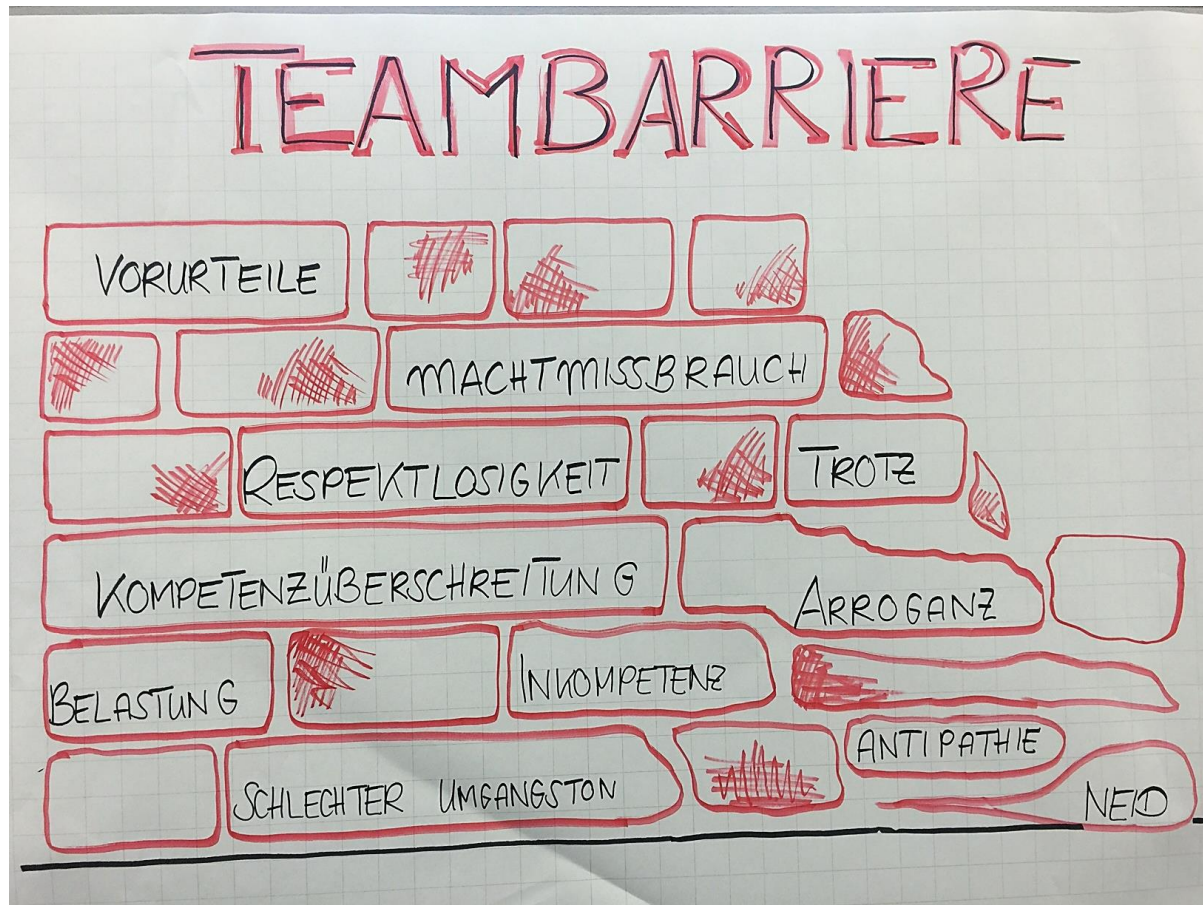 TEAMBARRIERE
VORURTEILE
MACHTMISSBRAUCH
RESPEKTLOSIGKEIT
TROTZ
KOMPETENZÜBERSCHREITUNG
ARROGANZ
BELASTUNG
INKOMPETENZ
ANTIPATHIE
SCHLECHTER UMGANGSTON
NEID